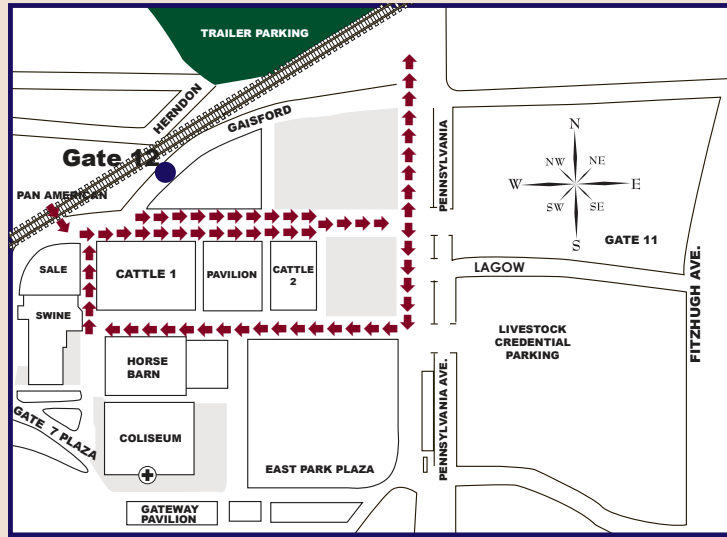 TRAILER PARKING
HERNDON
GAISFORD
Gate 12
PENNSYLVANIA
N
NW
NE
W
E
SW
SE
S
PAN AMERICAN
GATE 11
SALE
CATTLE 1
PAVILION
CATTLE
2
LAGOW
FITZHUGH AVE.
SWINE
LIVESTOCK
CREDENTIAL
PARKING
HORSE
BARN
GATE 7 PLAZA
COLISEUM
EAST PARK PLAZA
PENNSYLVANIA AVE.
GATEWAY
PAVILION